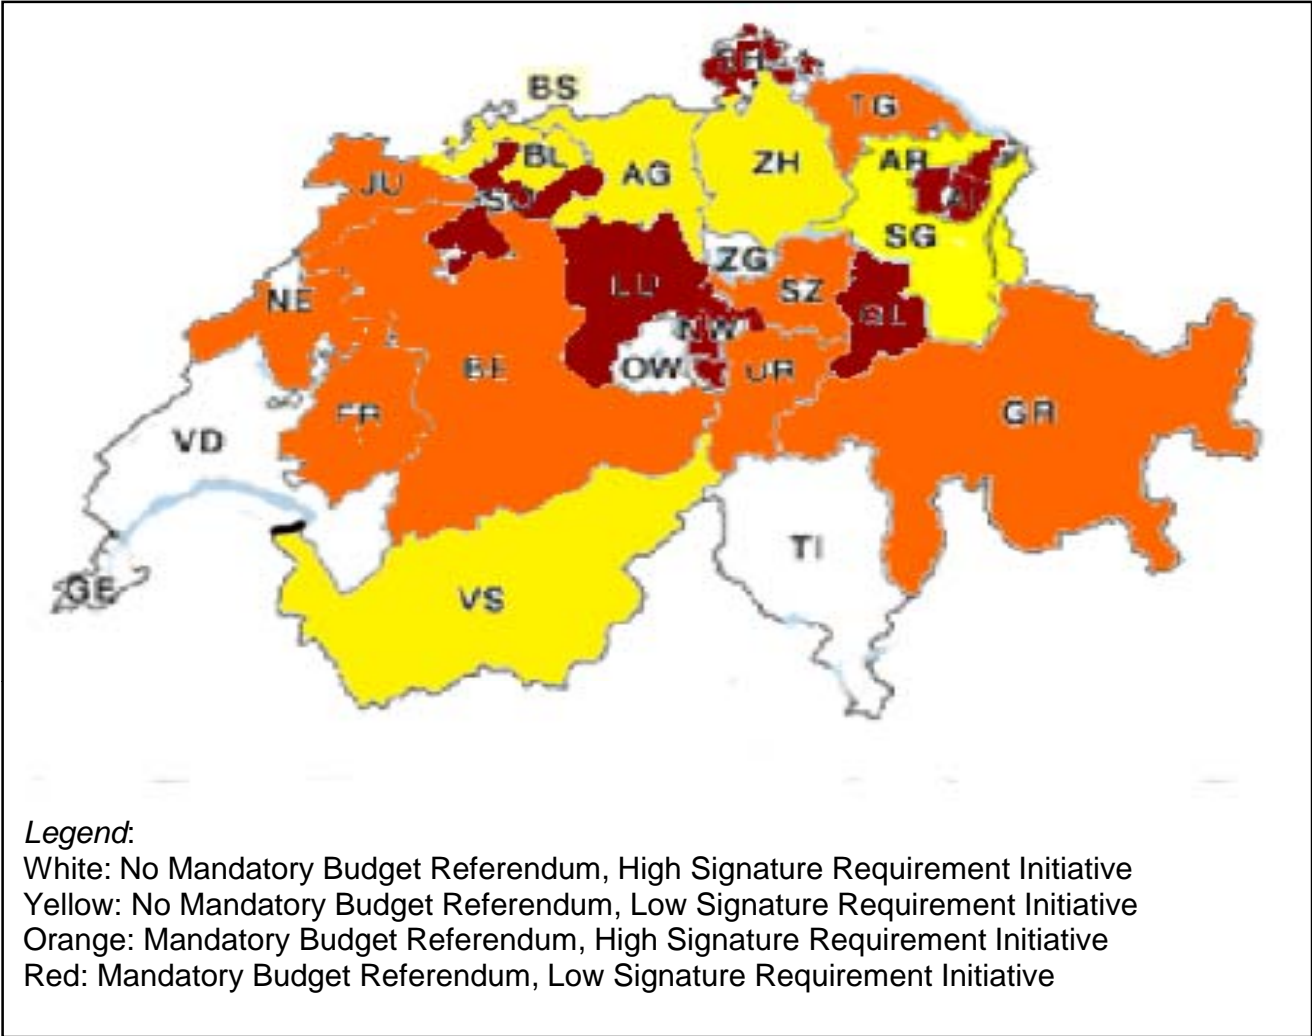 BS
SH
TG
BL
JU
AG
ZH
AR
SO
AI
SG
ZG
LU
SZ
NE
NW
GL
BE
OW
UR
FR
GR
VD
TI
GE
VS
Legend:
White: No Mandatory Budget Referendum, High Signature Requirement Initiative
Yellow: No Mandatory Budget Referendum, Low Signature Requirement Initiative
Orange: Mandatory Budget Referendum, High Signature Requirement Initiative
Red: Mandatory Budget Referendum, Low Signature Requirement Initiative